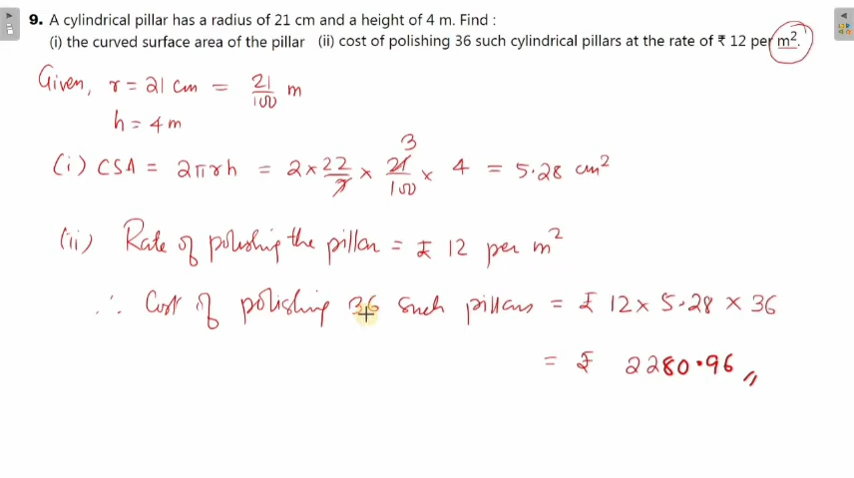 9. A cylindrical pillar has a radius of 21 cm and a height of 4 m. Find :
(i) the curved surface area of the pillar (ii) cost of polishing 36 such cylindrical pillars at the rate of ₹ 12 per m².
Given, r = 21 cm = 21/100 m
h = 4 m
(i) CSA = 2πrh = 2 × 22/7 × 21/100 × 4 = 5.28 cm²
3
(ii) Rate of polishing the pillar = ₹ 12 per m²
∴ Cost of polishing 36 such pillars = ₹ 12 × 5.28 × 36
= ₹ 2280.96